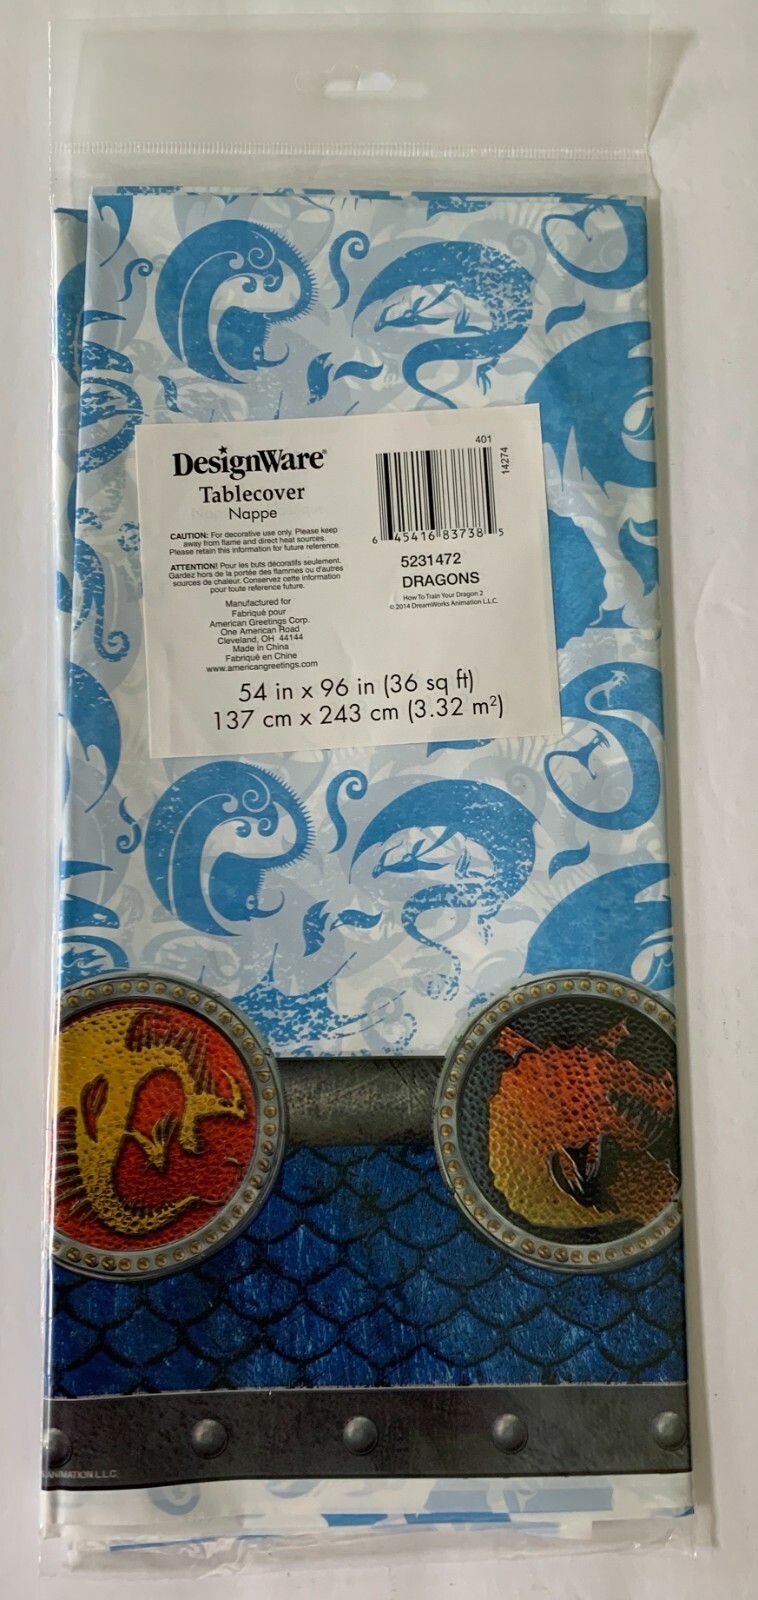 DesignWare®
Tablecover
Nappe
CAUTION: For decorative use only. Please keep
away from flame and direct heat sources.
Please retain this information for future reference.
ATTENTION! Pour les buts décoratifs seulement.
Gardez hors de la portée des flammes ou d'autres
sources de chaleur. Conservez cette information
pour toute reference future.
Manufactured for
Fabriqué pour
American Greetings Corp.
One American Road
Cleveland, OH 44144
Made in China
Fabriqué en Chine
www.americangreetings.com
401
14274
6 45416 83738 5
5231472
DRAGONS
How To Train Your Dragon 2
© 2014 DreamWorks Animation L.L.C.
54 in x 96 in (36 sq ft)
137 cm x 243 cm (3.32 m²)
ANIMATION L.L.C.